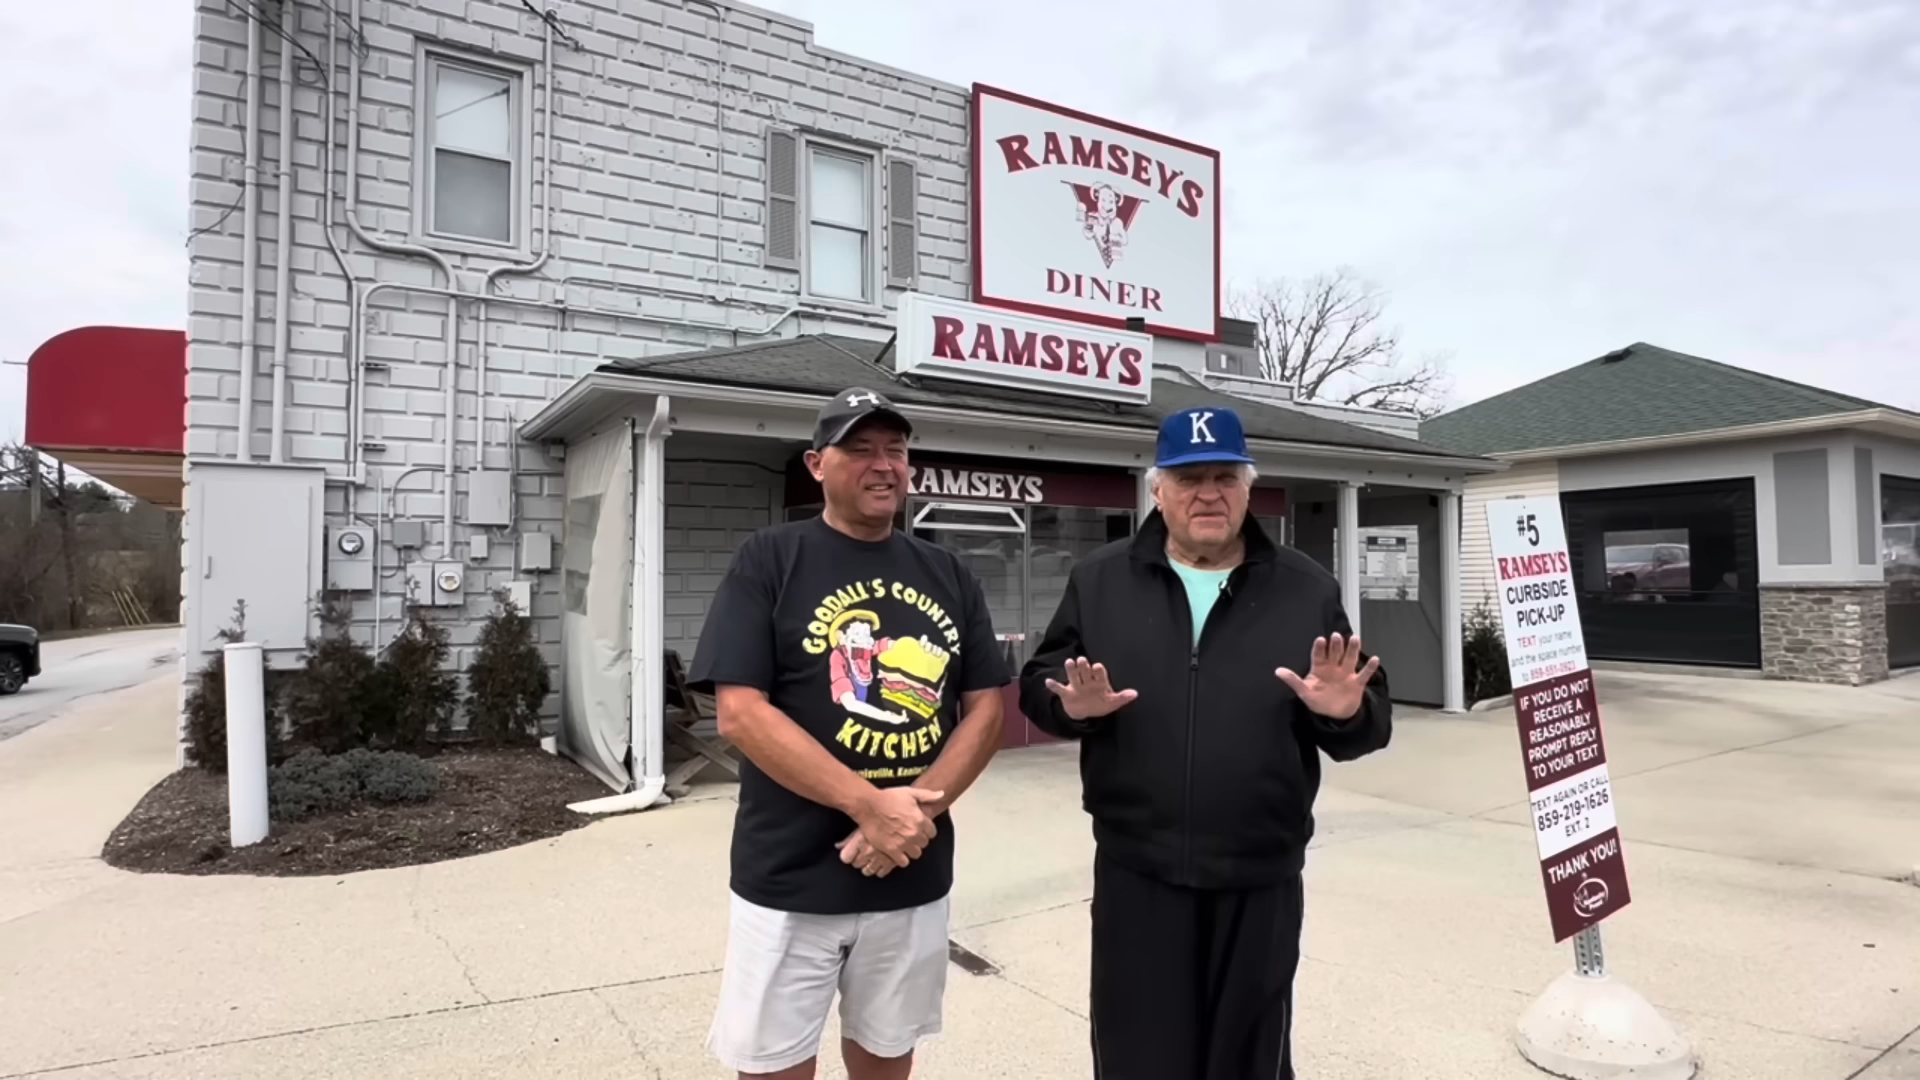 RAMSEY'S
DINER
RAMSEY'S
RAMSEYS
K
GOODALL'S COUNTRY
KITCHEN
#5
RAMSEY'S
CURBSIDE
PICK-UP
TEXT your name
and the space number
IF YOU DO NOT
RECEIVE A
REASONABLY
PROMPT REPLY
TO YOUR TEXT
TEXT AGAIN OR CALL
859-219-1626
EXT. 2
THANK YOU!